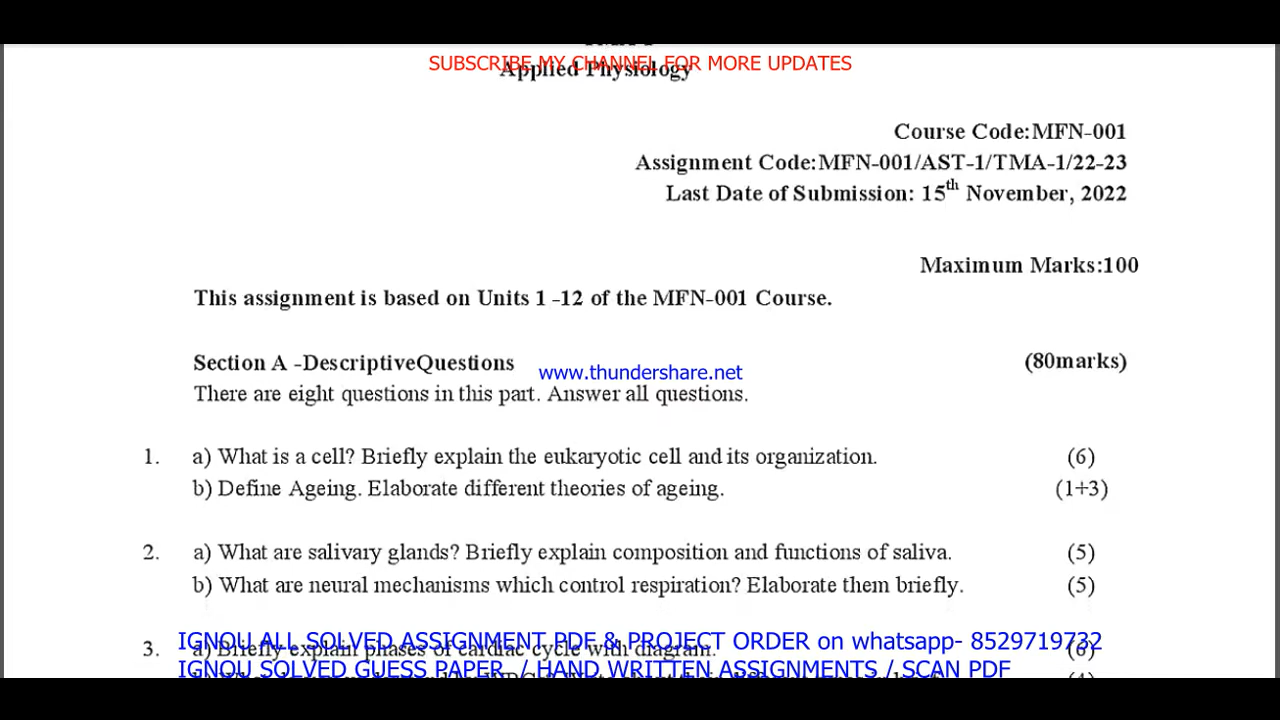 SUBSCRIBE MY CHANNEL FOR MORE UPDATES
Applied Physiology
Course Code:MFN-001
Assignment Code:MFN-001/AST-1/TMA-1/22-23
Last Date of Submission: 15th November, 2022
Maximum Marks:100
This assignment is based on Units 1 -12 of the MFN-001 Course.
Section A -DescriptiveQuestions (80marks)
www.thundershare.net
There are eight questions in this part. Answer all questions.
1. a) What is a cell? Briefly explain the eukaryotic cell and its organization. (6)
b) Define Ageing. Elaborate different theories of ageing. (1+3)
2. a) What are salivary glands? Briefly explain composition and functions of saliva. (5)
b) What are neural mechanisms which control respiration? Elaborate them briefly. (5)
IGNOU ALL SOLVED ASSIGNMENT PDF & PROJECT ORDER on whatsapp- 8529719732
3. a) Briefly explain phases of cardiac cycle with diagram. (6)
IGNOU SOLVED GUESS PAPER / HAND WRITTEN ASSIGNMENTS / SCAN PDF